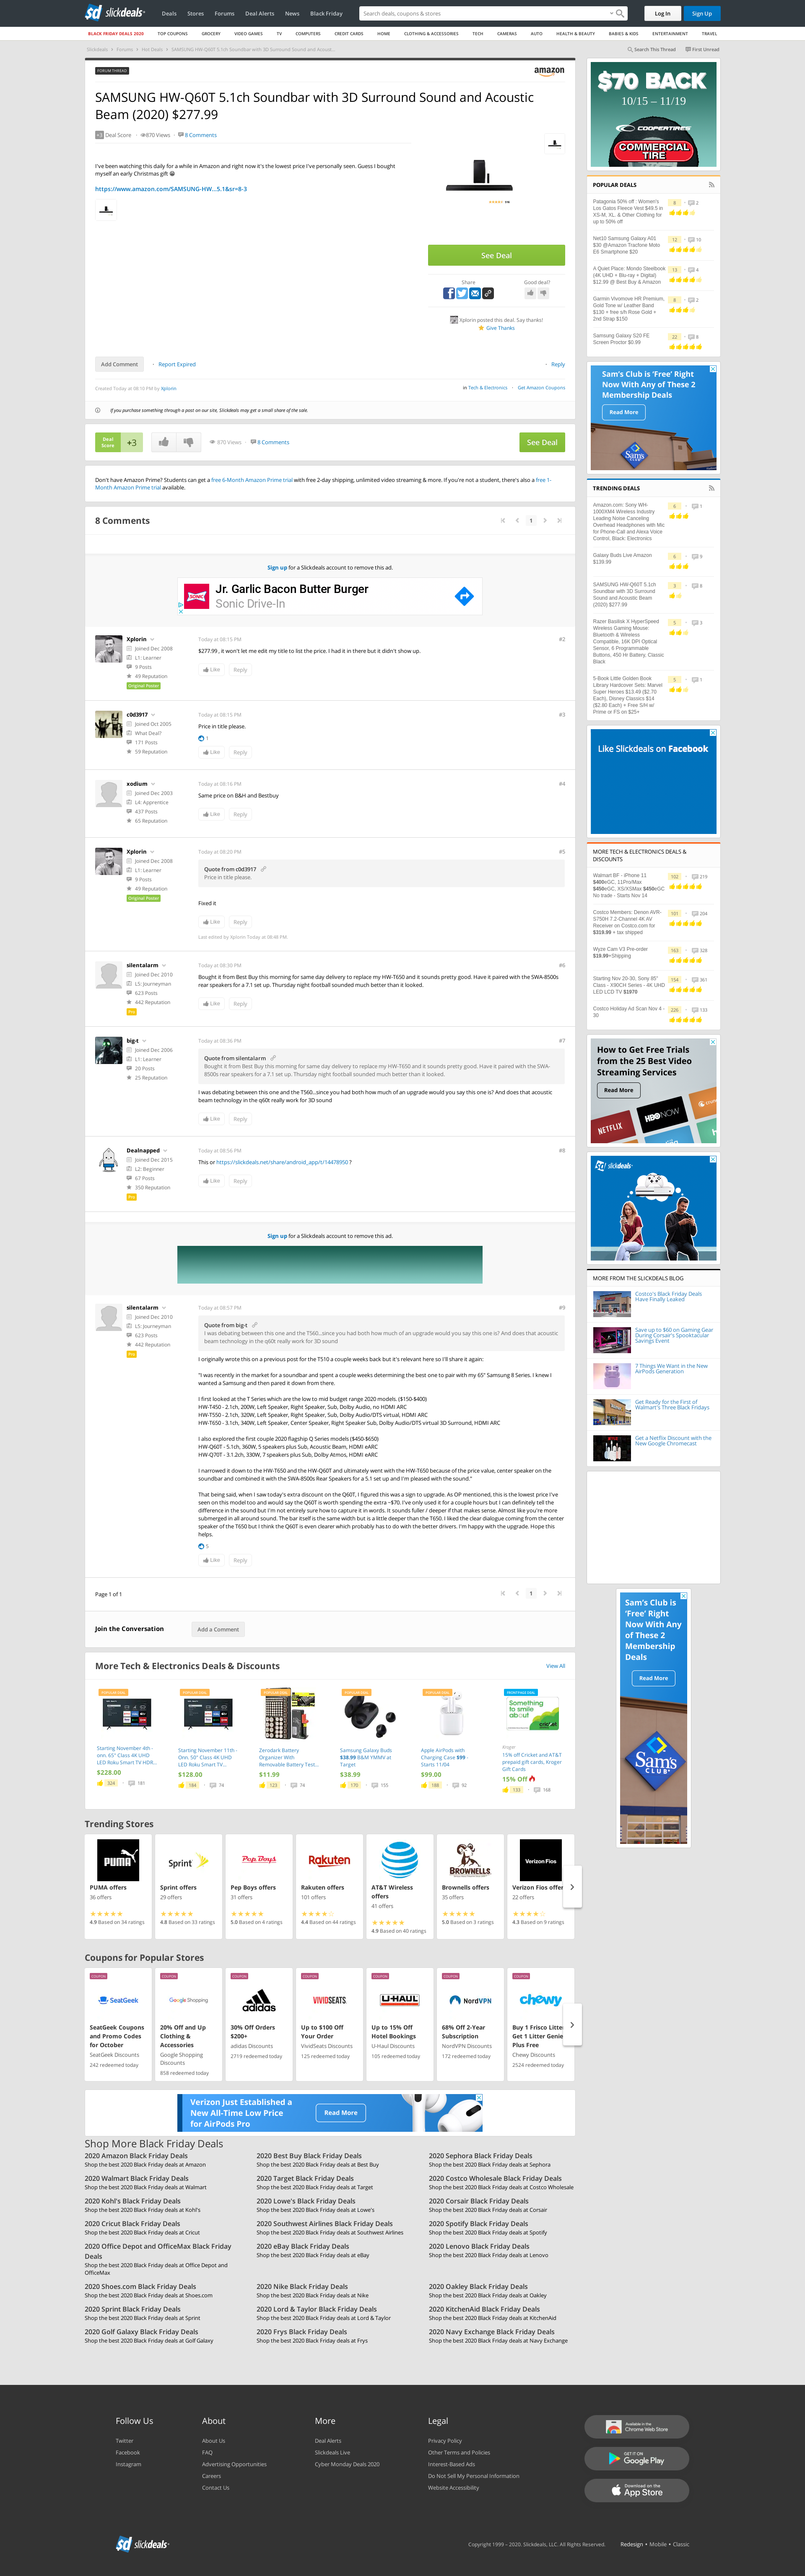 slickdeals
Deals Stores Forums Deal Alerts News Black Friday
Search deals, coupons & stores
Log In
Sign Up
BLACK FRIDAY DEALS 2020 TOP COUPONS GROCERY VIDEO GAMES TV COMPUTERS CREDIT CARDS HOME CLOTHING & ACCESSORIES TECH CAMERAS AUTO HEALTH & BEAUTY BABIES & KIDS ENTERTAINMENT TRAVEL
Slickdeals > Forums > Hot Deals > SAMSUNG HW-Q60T 5.1ch Soundbar with 3D Surround Sound and Acoust...
Search This Thread
First Unread
FORUM THREAD
amazon
SAMSUNG HW-Q60T 5.1ch Soundbar with 3D Surround Sound and Acoustic
Beam (2020) $277.99
+3 Deal Score 870 Views 8 Comments
I've been watching this daily for a while in Amazon and right now it's the lowest price I've personally seen. Guess I bought
myself an early Christmas gift 😁
https://www.amazon.com/SAMSUNG-HW...5.1&sr=8-3
See Deal
Share
Good deal?
Xplorin posted this deal. Say thanks!
Give Thanks
Add Comment
Report Expired
Reply
Created Today at 08:10 PM by Xplorin
in Tech & Electronics
Get Amazon Coupons
If you purchase something through a post on our site, Slickdeals may get a small share of the sale.
Deal
Score
+3
870 Views
8 Comments
See Deal
Don't have Amazon Prime? Students can get a free 6-Month Amazon Prime trial with free 2-day shipping, unlimited video streaming & more. If you're not a student, there's also a free 1-
Month Amazon Prime trial available.
8 Comments
1
Sign up for a Slickdeals account to remove this ad.
Jr. Garlic Bacon Butter Burger
Sonic Drive-In
Xplorin
Joined Dec 2008
L1: Learner
9 Posts
49 Reputation
Original Poster
Today at 08:15 PM
#2
$277.99 , it won't let me edit my title to list the price. I had it in there but it didn't show up.
Like
Reply
c0d3917
Joined Oct 2005
What Deal?
171 Posts
59 Reputation
Today at 08:15 PM
#3
Price in title please.
1
Like
Reply
xodium
Joined Dec 2003
L4: Apprentice
437 Posts
65 Reputation
Today at 08:16 PM
#4
Same price on B&H and Bestbuy
Like
Reply
Xplorin
Joined Dec 2008
L1: Learner
9 Posts
49 Reputation
Original Poster
Today at 08:20 PM
#5
Quote from c0d3917
Price in title please.
Fixed it
Like
Reply
Last edited by Xplorin Today at 08:48 PM.
silentalarm
Joined Dec 2010
L5: Journeyman
623 Posts
442 Reputation
Pro
Today at 08:30 PM
#6
Bought it from Best Buy this morning for same day delivery to replace my HW-T650 and it sounds pretty good. Have it paired with the SWA-8500s
rear speakers for a 7.1 set up. Thursday night football sounded much better than it looked.
Like
Reply
big-t
Joined Dec 2006
L1: Learner
20 Posts
25 Reputation
Today at 08:36 PM
#7
Quote from silentalarm
Bought it from Best Buy this morning for same day delivery to replace my HW-T650 and it sounds pretty good. Have it paired with the SWA-
8500s rear speakers for a 7.1 set up. Thursday night football sounded much better than it looked.
I was debating between this one and the T560...since you had both how much of an upgrade would you say this one is? And does that acoustic
beam technology in the q60t really work for 3D sound
Like
Reply
Dealnapped
Joined Dec 2015
L2: Beginner
67 Posts
350 Reputation
Pro
Today at 08:56 PM
#8
This or https://slickdeals.net/share/android_app/t/14478950 ?
Like
Reply
Sign up for a Slickdeals account to remove this ad.
silentalarm
Joined Dec 2010
L5: Journeyman
623 Posts
442 Reputation
Pro
Today at 08:57 PM
#9
Quote from big-t
I was debating between this one and the T560...since you had both how much of an upgrade would you say this one is? And does that acoustic
beam technology in the q60t really work for 3D sound
I originally wrote this on a previous post for the T510 a couple weeks back but it's relevant here so I'll share it again:
"I was recently in the market for a soundbar and spent a couple weeks determining the best one to pair with my 65" Samsung 8 Series. I knew I
wanted a Samsung and then pared it down from there.
I first looked at the T Series which are the low to mid budget range 2020 models. ($150-$400)
HW-T450 - 2.1ch, 200W, Left Speaker, Right Speaker, Sub, Dolby Audio, no HDMI ARC
HW-T550 - 2.1ch, 320W, Left Speaker, Right Speaker, Sub, Dolby Audio/DTS virtual, HDMI ARC
HW-T650 - 3.1ch, 340W, Left Speaker, Center Speaker, Right Speaker Sub, Dolby Audio/DTS virtual 3D Surround, HDMI ARC
I also explored the first couple 2020 flagship Q Series models ($450-$650)
HW-Q60T - 5.1ch, 360W, 5 speakers plus Sub, Acoustic Beam, HDMI eARC
HW-Q70T - 3.1.2ch, 330W, 7 speakers plus Sub, Dolby Atmos, HDMI eARC
I narrowed it down to the HW-T650 and the HW-Q60T and ultimately went with the HW-T650 because of the price value, center speaker on the
soundbar and combined it with the SWA-8500s Rear Speakers for a 5.1 set up and I'm pleased with the sound."
That being said, when I saw today's extra discount on the Q60T, I figured this was a sign to upgrade. As OP mentioned, this is the lowest price I've
seen on this model too and would say the Q60T is worth spending the extra ~$70. I've only used it for a couple hours but I can definitely tell the
difference in the sound but I'm not entirely sure how to capture it in words. It sounds fuller / deeper if that makes sense. Almost more like its real
rather than an audio sound. The bar itself is the same width but is a little deeper than the T650. I liked the clear dialogue coming from the center
speaker of the T650 but I think the Q60T is even clearer which probably has to do with the better drivers. I'm happy with the upgrade. Hope this
helps.
5
Like
Reply
Page 1 of 1
1
Join the Conversation
Add a Comment
More Tech & Electronics Deals & Discounts
View All
Starting November 4th -
onn. 65" Class 4K UHD
LED Roku Smart TV HDR...
$228.00
324 181
Starting November 11th -
Onn. 50" Class 4K UHD
LED Roku Smart TV...
$128.00
184 74
Zerodark Battery
Organizer With
Removable Battery Test...
$11.99
123 74
Samsung Galaxy Buds
$38.99 B&M YMMV at
Target
$38.99
170 155
Apple AirPods with
Charging Case $99 -
Starts 11/04
$99.00
168 92
Something to
smile about
Kroger
15% off Cricket and AT&T
prepaid gift cards, Kroger
Gift Cards
15% Off
133 168
Trending Stores
PUMA offers
36 offers
4.9 Based on 34 ratings
Sprint offers
29 offers
4.8 Based on 33 ratings
Pep Boys offers
31 offers
5.0 Based on 4 ratings
Rakuten offers
101 offers
4.4 Based on 44 ratings
AT&T Wireless
offers
41 offers
4.9 Based on 40 ratings
Brownells offers
35 offers
5.0 Based on 3 ratings
Verizon Fios offers
22 offers
4.3 Based on 9 ratings
Coupons for Popular Stores
COUPON
SeatGeek
SeatGeek Coupons
and Promo Codes
for October
SeatGeek Discounts
242 redeemed today
COUPON
Google Shopping
20% Off and Up
Clothing &
Accessories
Google Shopping
Discounts
858 redeemed today
COUPON
adidas
30% Off Orders
$200+
adidas Discounts
2719 redeemed today
COUPON
VIVIDSEATS
Up to $100 Off
Your Order
VividSeats Discounts
125 redeemed today
COUPON
U-HAUL
Up to 15% Off
Hotel Bookings
U-Haul Discounts
105 redeemed today
COUPON
NordVPN
68% Off 2-Year
Subscription
NordVPN Discounts
172 redeemed today
COUPON
chewy
Buy 1 Frisco Litter
Get 1 Litter Genie
Plus Free
Chewy Discounts
2524 redeemed today
Verizon Just Established a
New All-Time Low Price
for AirPods Pro
Read More
Shop More Black Friday Deals
2020 Amazon Black Friday Deals
Shop the best 2020 Black Friday deals at Amazon
2020 Best Buy Black Friday Deals
Shop the best 2020 Black Friday deals at Best Buy
2020 Sephora Black Friday Deals
Shop the best 2020 Black Friday deals at Sephora
2020 Walmart Black Friday Deals
Shop the best 2020 Black Friday deals at Walmart
2020 Target Black Friday Deals
Shop the best 2020 Black Friday deals at Target
2020 Costco Wholesale Black Friday Deals
Shop the best 2020 Black Friday deals at Costco Wholesale
2020 Kohl's Black Friday Deals
Shop the best 2020 Black Friday deals at Kohl's
2020 Lowe's Black Friday Deals
Shop the best 2020 Black Friday deals at Lowe's
2020 Corsair Black Friday Deals
Shop the best 2020 Black Friday deals at Corsair
2020 Cricut Black Friday Deals
Shop the best 2020 Black Friday deals at Cricut
2020 Southwest Airlines Black Friday Deals
Shop the best 2020 Black Friday deals at Southwest Airlines
2020 Spotify Black Friday Deals
Shop the best 2020 Black Friday deals at Spotify
2020 Office Depot and OfficeMax Black Friday
Deals
Shop the best 2020 Black Friday deals at Office Depot and
OfficeMax
2020 eBay Black Friday Deals
Shop the best 2020 Black Friday deals at eBay
2020 Lenovo Black Friday Deals
Shop the best 2020 Black Friday deals at Lenovo
2020 Shoes.com Black Friday Deals
Shop the best 2020 Black Friday deals at Shoes.com
2020 Nike Black Friday Deals
Shop the best 2020 Black Friday deals at Nike
2020 Oakley Black Friday Deals
Shop the best 2020 Black Friday deals at Oakley
2020 Sprint Black Friday Deals
Shop the best 2020 Black Friday deals at Sprint
2020 Lord & Taylor Black Friday Deals
Shop the best 2020 Black Friday deals at Lord & Taylor
2020 KitchenAid Black Friday Deals
Shop the best 2020 Black Friday deals at KitchenAid
2020 Golf Galaxy Black Friday Deals
Shop the best 2020 Black Friday deals at Golf Galaxy
2020 Frys Black Friday Deals
Shop the best 2020 Black Friday deals at Frys
2020 Navy Exchange Black Friday Deals
Shop the best 2020 Black Friday deals at Navy Exchange
$70 BACK
10/15 – 11/19
COOPERTIRES
COMMERCIAL
TIRE
POPULAR DEALS
Patagonia 50% off : Women's
Los Gatos Fleece Vest $49.5 in
XS-M, XL. & Other Clothing for
up to 50% off
8 2
Net10 Samsung Galaxy A01
$30 @Amazon Tracfone Moto
E6 Smartphone $20
12 10
A Quiet Place: Mondo Steelbook
(4K UHD + Blu-ray + Digital)
$12.99 @ Best Buy & Amazon
13 4
Garmin Vivomove HR Premium,
Gold Tone w/ Leather Band
$130 + free s/h Rose Gold +
2nd Strap $150
6 2
Samsung Galaxy S20 FE
Screen Proctor $0.99
22 8
Sam's Club is 'Free' Right
Now With Any of These 2
Membership Deals
Read More
TRENDING DEALS
Amazon.com: Sony WH-
1000XM4 Wireless Industry
Leading Noise Canceling
Overhead Headphones with Mic
for Phone-Call and Alexa Voice
Control, Black: Electronics
6 1
Galaxy Buds Live Amazon
$139.99
6 9
SAMSUNG HW-Q60T 5.1ch
Soundbar with 3D Surround
Sound and Acoustic Beam
(2020) $277.99
3 8
Razer Basilisk X HyperSpeed
Wireless Gaming Mouse:
Bluetooth & Wireless
Compatible, 16K DPI Optical
Sensor, 6 Programmable
Buttons, 450 Hr Battery, Classic
Black
5 3
5-Book Little Golden Book
Library Hardcover Sets: Marvel
Super Heroes $13.49 ($2.70
Each), Disney Classics $14
($2.80 Each) + Free S/H w/
Prime or FS on $25+
5 1
Like Slickdeals on Facebook
MORE TECH & ELECTRONICS DEALS &
DISCOUNTS
Walmart BF - iPhone 11
$400eGC, 11Pro/Max
$450eGC, XS/XSMax $450eGC
No trade - Starts Nov 14
102 219
Costco Members: Denon AVR-
S750H 7.2-Channel 4K AV
Receiver on Costco.com for
$319.99 + tax shipped
101 204
Wyze Cam V3 Pre-order
$19.99+Shipping
163 328
Starting Nov 20-30, Sony 85"
Class - X90CH Series - 4K UHD
LED LCD TV $1970
154 361
Costco Holiday Ad Scan Nov 4 -
30
226 133
How to Get Free Trials
from the 25 Best Video
Streaming Services
Read More
NETFLIX
HBO NOW
slickdeals
MORE FROM THE SLICKDEALS BLOG
Costco's Black Friday Deals
Have Finally Leaked
Save up to $60 on Gaming Gear
During Corsair's Spooktacular
Savings Event
7 Things We Want in the New
AirPods Generation
Get Ready for the First of
Walmart's Three Black Fridays
Get a Netflix Discount with the
New Google Chromecast
Sam's Club is
'Free' Right
Now With Any
of These 2
Membership
Deals
Read More
Sam's
CLUB
Follow Us
Twitter
Facebook
Instagram
About
About Us
FAQ
Advertising Opportunities
Careers
Contact Us
More
Deal Alerts
Slickdeals Live
Cyber Monday Deals 2020
Legal
Privacy Policy
Other Terms and Policies
Interest-Based Ads
Do Not Sell My Personal Information
Website Accessibility
Available in the
Chrome Web Store
GET IT ON
Google Play
Download on the
App Store
slickdeals
Copyright 1999 – 2020. Slickdeals, LLC. All Rights Reserved.
Redesign • Mobile • Classic